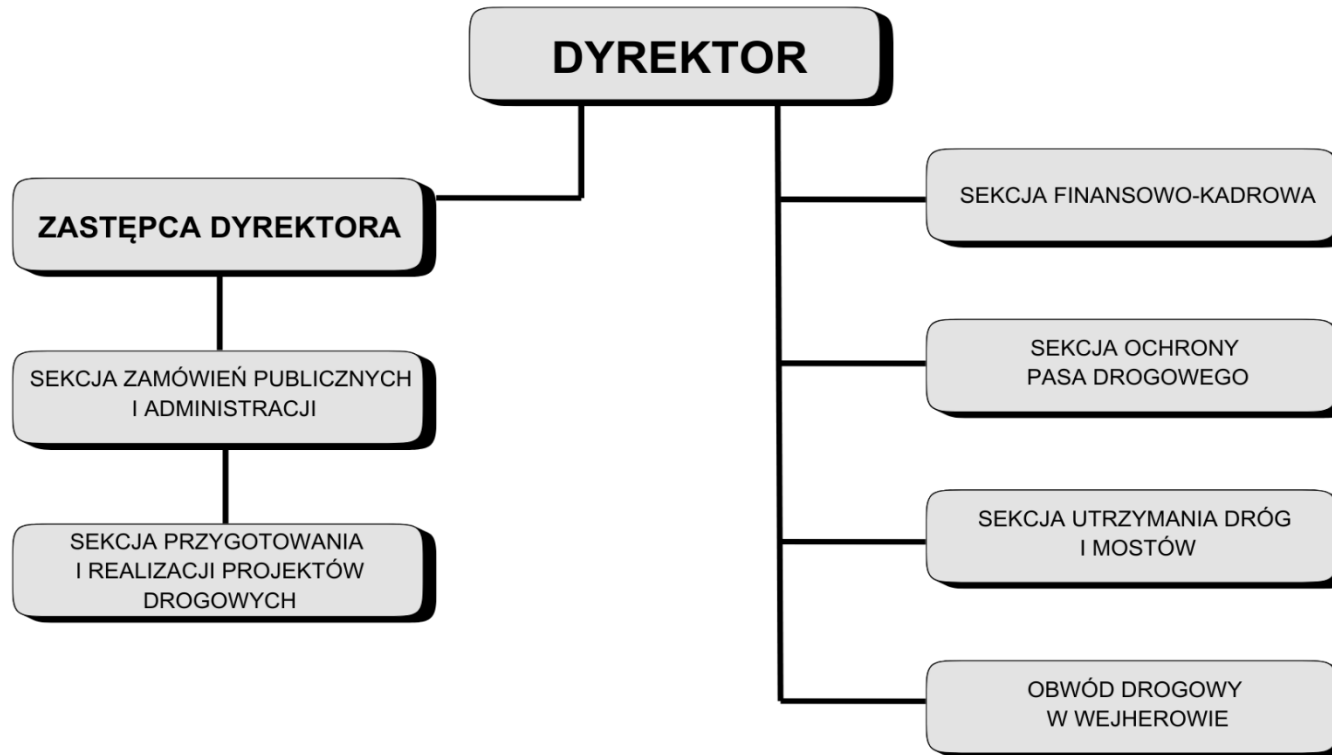 DYREKTOR
ZASTĘPCA DYREKTORA
SEKCJA ZAMÓWIEŃ PUBLICZNYCH
I ADMINISTRACJI
SEKCJA PRZYGOTOWANIA
I REALIZACJI PROJEKTÓW
DROGOWYCH
SEKCJA FINANSOWO-KADROWA
SEKCJA OCHRONY
PASA DROGOWEGO
SEKCJA UTRZYMANIA DRÓG
I MOSTÓW
OBWÓD DROGOWY
W WEJHEROWIE